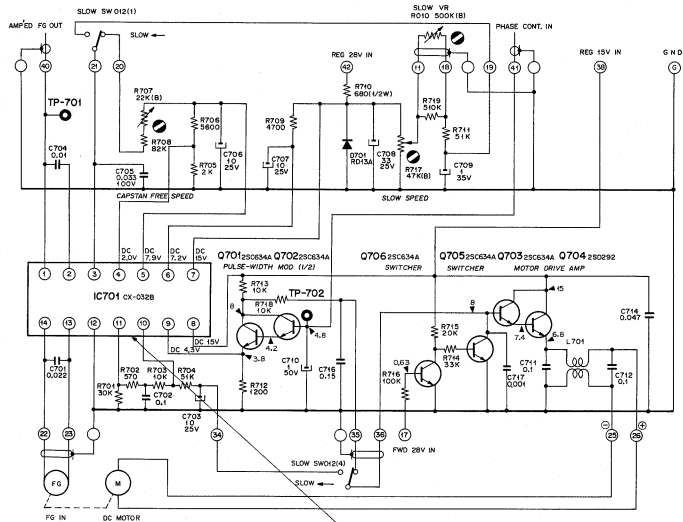 AMP'ED FG OUT
SLOW SW012(1)
SLOW
SLOW VR
R010 500K(B)
PHASE CONT. IN
REG 28V IN
REG 15V IN
GND
40
21
20
42
11
18
19
41
38
G
TP-701
R707
22K(B)
R708
82K
R706
5600
R705
2K
C706
10
25V
R709
4700
C707
10
25V
R710
680(1/2W)
D701
RD13A
C708
33
25V
R717
47K(B)
R719
510K
R711
51K
C709
1
35V
C704
0.01
C705
0.033
100V
CAPSTAN FREE SPEED
SLOW SPEED
DC
2.0V
DC
7.9V
DC
7.2V
DC
15V
1
2
3
4
5
6
7
IC701 CX-032B
14
13
12
11
10
9
8
DC 15V
DC 4.3V
Q701 2SC634A
Q702 2SC634A
PULSE-WIDTH MOD (1/2)
Q706 2SC634A
SWITCHER
Q705 2SC634A
SWITCHER
Q703 2SC634A
Q704 2SD292
MOTOR DRIVE AMP
R713
10K
R718
10K
TP-702
8
4.2
4.8
3.8
R712
1200
C710
1
50V
C716
0.15
R715
20K
R714
33K
R716
100K
0.63
8
15
7.4
6.8
C717
0.001
C711
0.1
L701
C712
0.1
C714
0.047
C701
0.022
R701
30K
R702
570
R703
10K
R704
51K
C702
0.1
C703
10
25V
22
23
34
35
36
17
25
26
FWD 28V IN
SLOW SW012(4)
SLOW
FG
M
FG IN
DC MOTOR